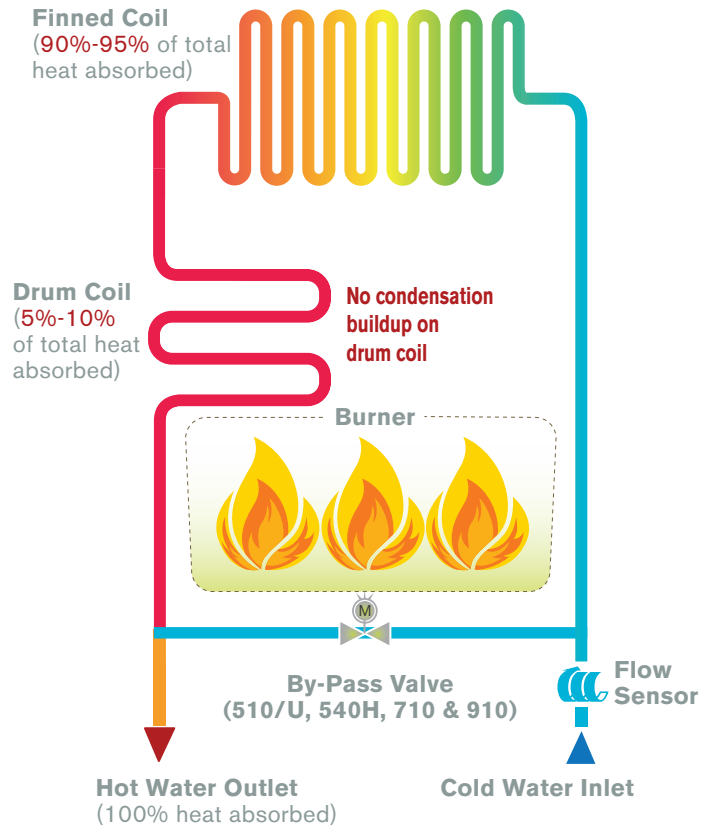 Finned Coil
(90%-95% of total
heat absorbed)
Drum Coil
(5%-10%
of total heat
absorbed)
No condensation
buildup on
drum coil
Burner
M
By-Pass Valve
(510/U, 540H, 710 & 910)
Flow
Sensor
Hot Water Outlet
(100% heat absorbed)
Cold Water Inlet